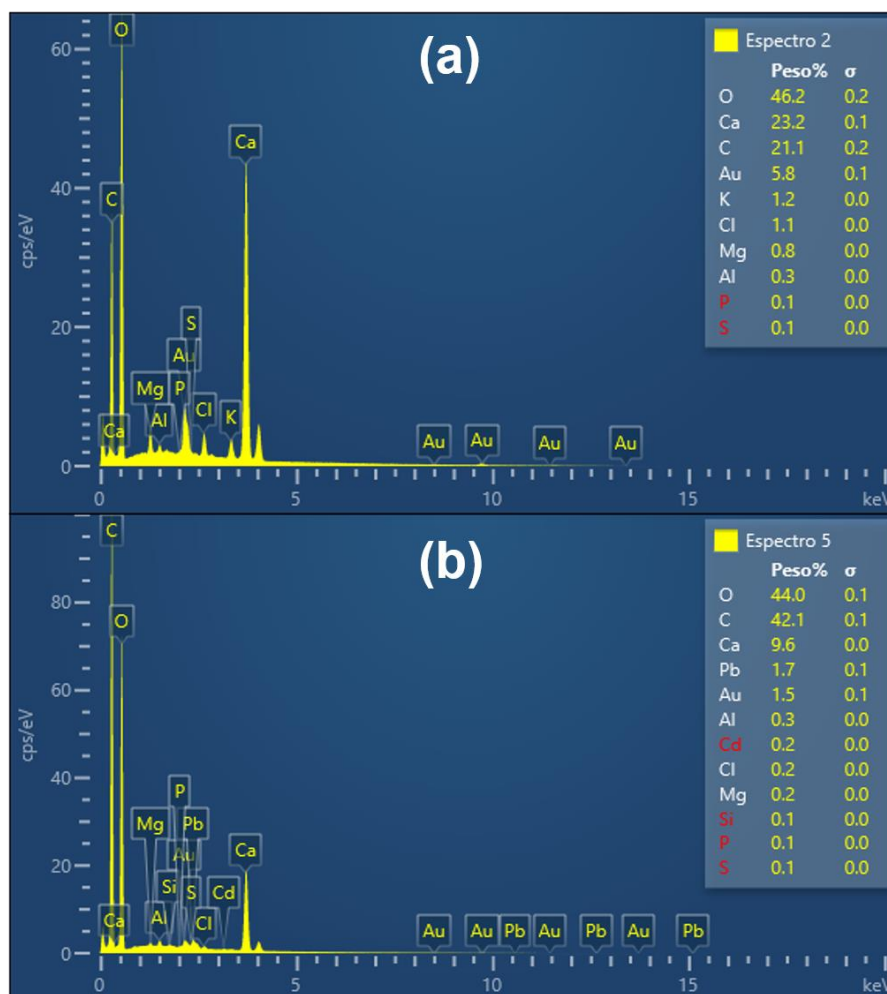 (a)
60
40
20
0
cps/eV
O
C
Ca
S
Au
Mg
P
Al
Cl
K
Ca
Au
Au
Au
Au
0
5
10
15
keV
Espectro 2
Peso% σ
O 46.2 0.2
Ca 23.2 0.1
C 21.1 0.2
Au 5.8 0.1
K 1.2 0.0
Cl 1.1 0.0
Mg 0.8 0.0
Al 0.3 0.0
P 0.1 0.0
S 0.1 0.0
(b)
80
60
40
20
0
cps/eV
C
O
P
Mg
Pb
Au
Ca
Si
S
Cd
Al
Cl
Ca
Au
Au
Pb
Au
Pb
Au
Pb
0
5
10
15
keV
Espectro 5
Peso% σ
O 44.0 0.1
C 42.1 0.1
Ca 9.6 0.0
Pb 1.7 0.1
Au 1.5 0.1
Al 0.3 0.0
Cd 0.2 0.0
Cl 0.2 0.0
Mg 0.2 0.0
Si 0.1 0.0
P 0.1 0.0
S 0.1 0.0